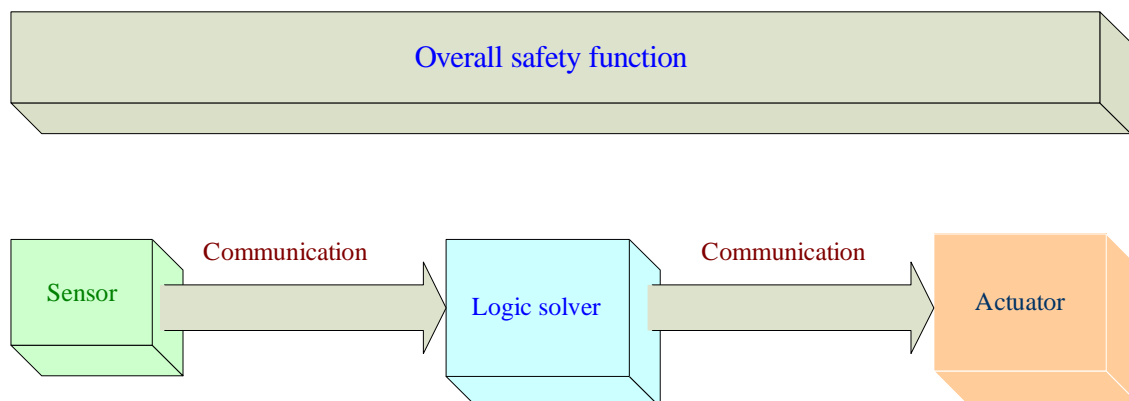 Overall safety function
Communication
Communication
Sensor
Logic solver
Actuator